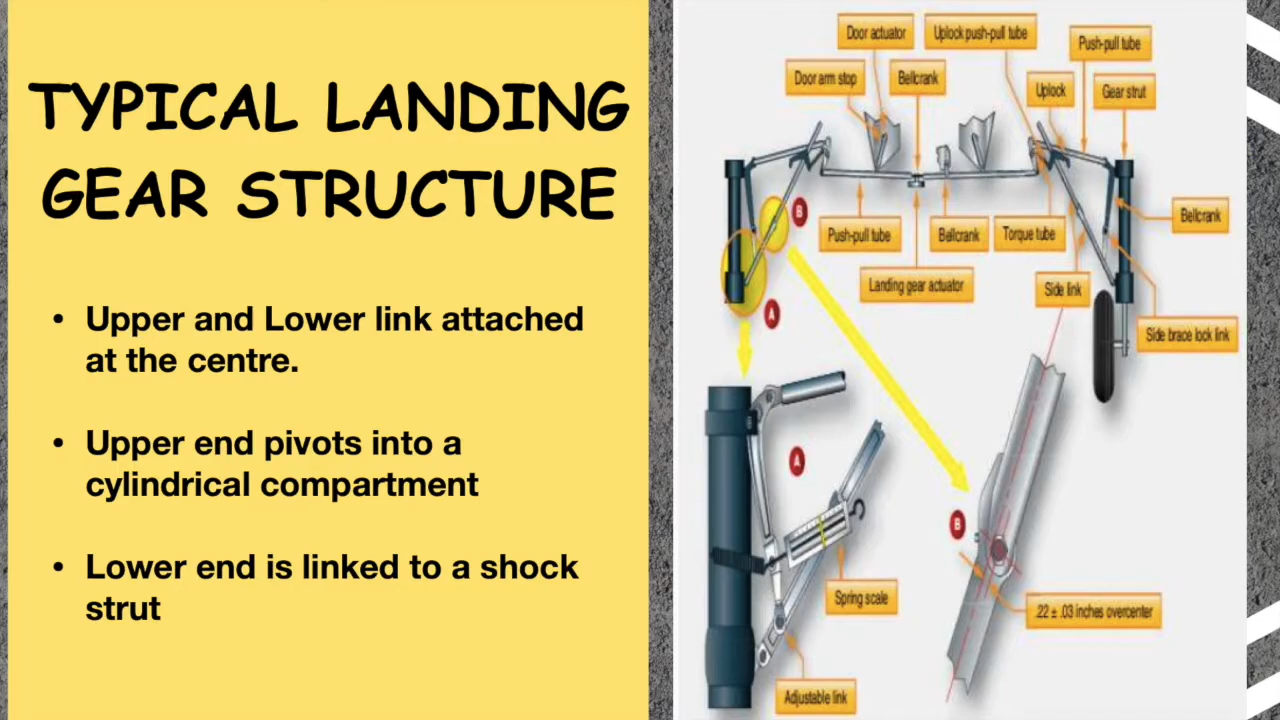 TYPICAL LANDING
GEAR STRUCTURE
• Upper and Lower link attached
at the centre.
• Upper end pivots into a
cylindrical compartment
• Lower end is linked to a shock
strut
Door actuator
Uplock push-pull tube
Push-pull tube
Door arm stop
Bellcrank
Uplock
Gear strut
B
Push-pull tube
Bellcrank
Torque tube
Bellcrank
Landing gear actuator
Side link
A
Side brace lock link
A
B
Spring scale
.22 ± .03 inches overcenter
Adjustable link